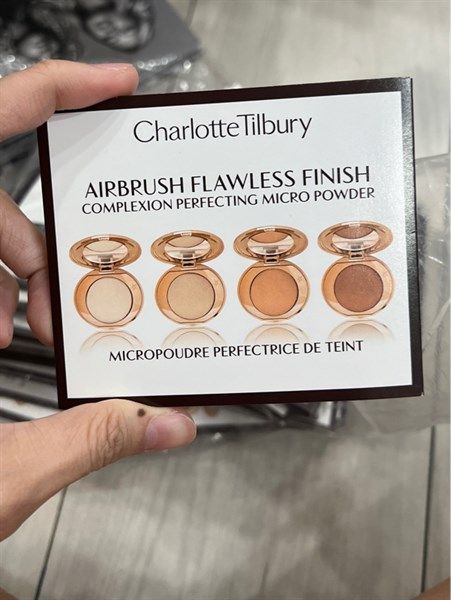 CharlotteTilbury
AIRBRUSH FLAWLESS FINISH
COMPLEXION PERFECTING MICRO POWDER
MICROPOUDRE PERFECTRICE DE TEINT